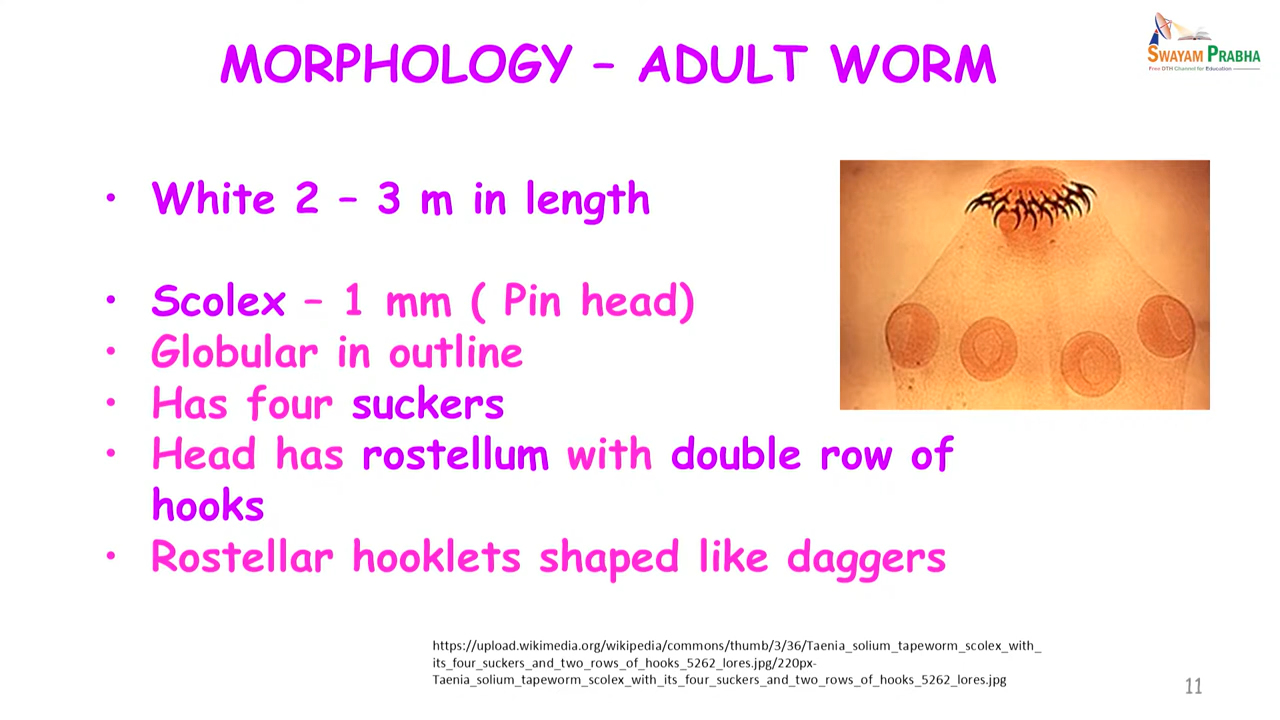 MORPHOLOGY – ADULT WORM
SWAYAM PRABHA
Free DTH Channel for Education
• White 2 – 3 m in length
• Scolex – 1 mm ( Pin head)
• Globular in outline
• Has four suckers
• Head has rostellum with double row of
hooks
• Rostellar hooklets shaped like daggers
https://upload.wikimedia.org/wikipedia/commons/thumb/3/36/Taenia_solium_tapeworm_scolex_with_
its_four_suckers_and_two_rows_of_hooks_5262_lores.jpg/220px-
Taenia_solium_tapeworm_scolex_with_its_four_suckers_and_two_rows_of_hooks_5262_lores.jpg
11